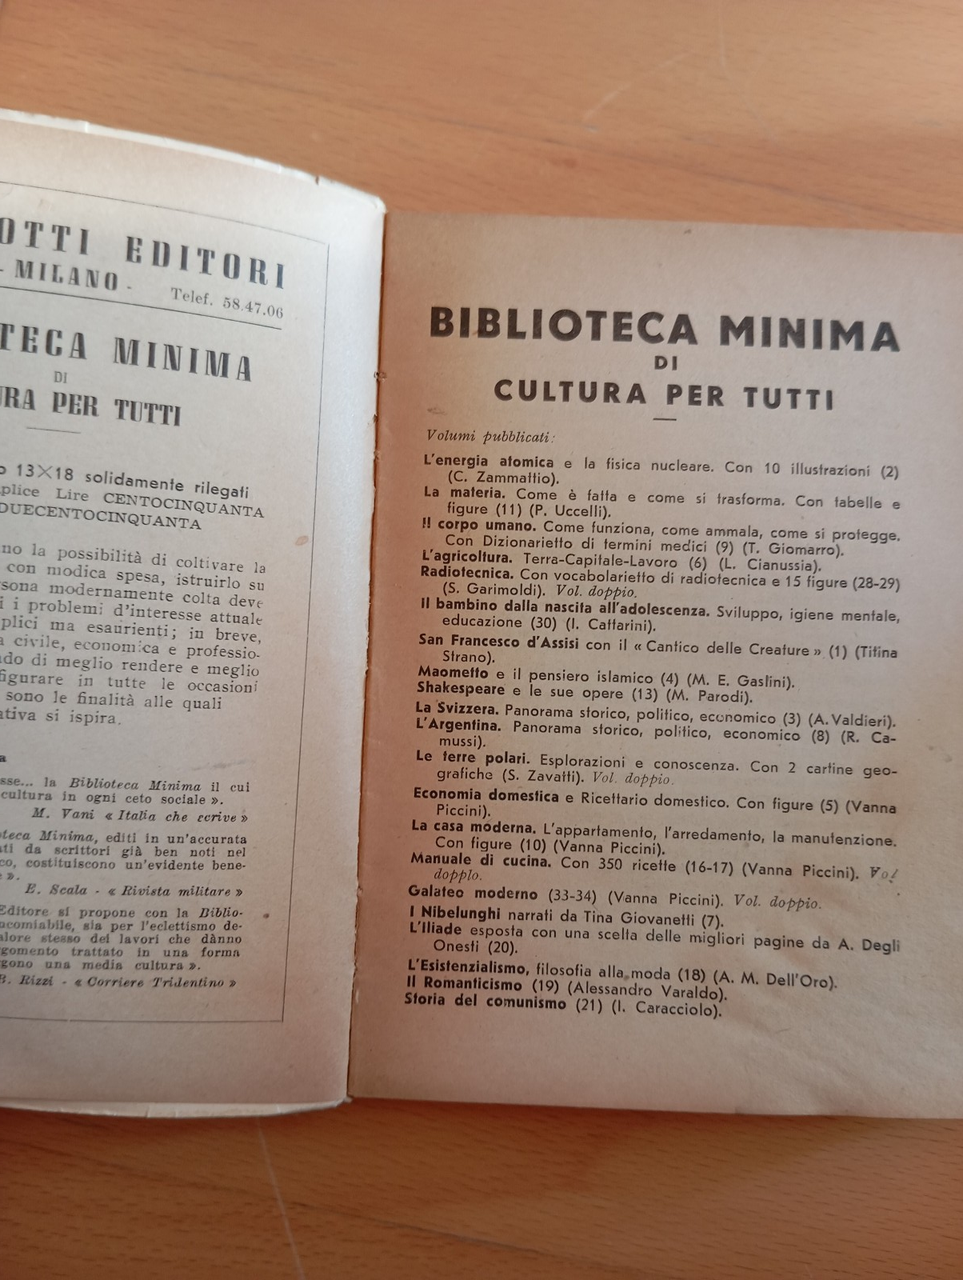 OTTI EDITORI
- MILANO -
Telef. 58.47.06
TECA MINIMA
DI
URA PER TUTTI
o 13×18 solidamente rilegati
plice Lire CENTOCINQUANTA
DUECENTOCINQUANTA
no la possibilità di coltivare la
con modica spesa, istruirlo su
sona modernamente colta deve
i i problemi d'interesse attuale
plici ma esaurienti; in breve,
a civile, economica e professio-
do di meglio rendere e meglio
figurare in tutte le occasioni
sono le finalità alle quali
ativa si ispira.
a
sse... la Biblioteca Minima il cui
cultura in ogni ceto sociale ».
M. Vani « Italia che scrive »
oteca Minima, editi in un'accurata
ati da scrittori già ben noti nel
co, costituiscono un'evidente bene-
e ».
E. Scala - « Rivista militare »
Editore si propone con la Biblio-
ncomiabile, sia per l'eclettismo de-
alore stesso dei lavori che dànno
gomento trattato in una forma
gono una media cultura ».
B. Rizzi - « Corriere Tridentino »
BIBLIOTECA MINIMA
DI
CULTURA PER TUTTI
Volumi pubblicati:
L'energia atomica e la fisica nucleare. Con 10 illustrazioni (2)
(C. Zammattio).
La materia. Come è fatta e come si trasforma. Con tabelle e
figure (11) (P. Uccelli).
Il corpo umano. Come funziona, come ammala, come si protegge.
Con Dizionarietto di termini medici (9) (T. Giomarro).
L'agricoltura. Terra-Capitale-Lavoro (6) (L. Cianussia).
Radiotecnica. Con vocabolarietto di radiotecnica e 15 figure (28-29)
(S. Garimoldi). Vol. doppio.
Il bambino dalla nascita all'adolescenza. Sviluppo, igiene mentale,
educazione (30) (I. Cattarini).
San Francesco d'Assisi con il « Cantico delle Creature » (1) (Titina
Strano).
Maometto e il pensiero islamico (4) (M. E. Gaslini).
Shakespeare e le sue opere (13) (M. Parodi).
La Svizzera. Panorama storico, politico, economico (3) (A. Valdieri).
L'Argentina. Panorama storico, politico, economico (8) (R. Ca-
mussi).
Le terre polari. Esplorazioni e conoscenza. Con 2 cartine geo-
grafiche (S. Zavatti). Vol. doppio.
Economia domestica e Ricettario domestico. Con figure (5) (Vanna
Piccini).
La casa moderna. L'appartamento, l'arredamento, la manutenzione.
Con figure (10) (Vanna Piccini).
Manuale di cucina. Con 350 ricette (16-17) (Vanna Piccini). Vol
dopplo.
Galateo moderno (33-34) (Vanna Piccini). Vol. doppio.
I Nibelunghi narrati da Tina Giovanetti (7).
L'Iliade esposta con una scelta delle migliori pagine da A. Degli
Onesti (20).
L'Esistenzialismo, filosofia alla moda (18) (A. M. Dell'Oro).
Il Romanticismo (19) (Alessandro Varaldo).
Storia del comunismo (21) (I. Caracciolo).